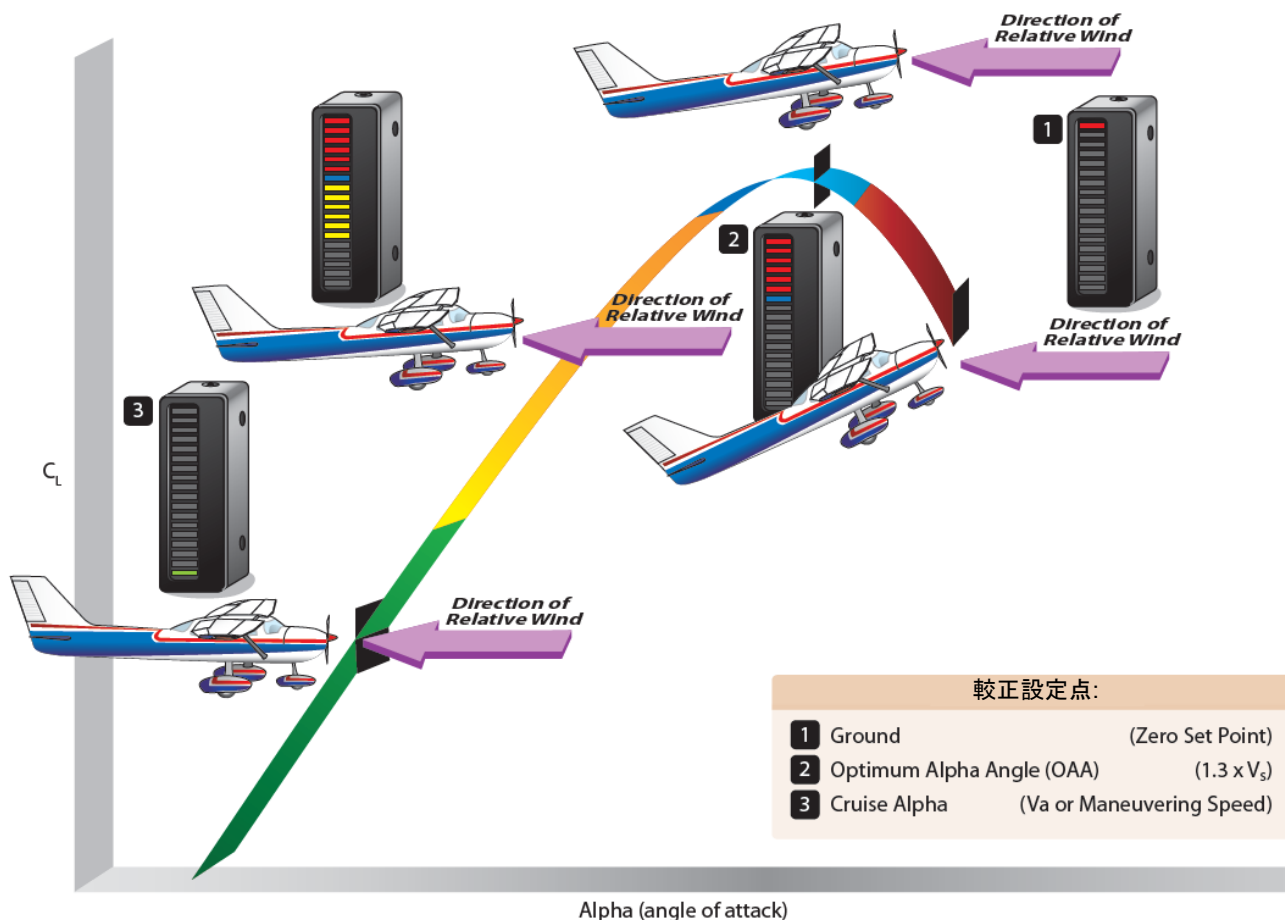 Direction of
Relative Wind
1
Direction of
Relative Wind
2
Direction of
Relative Wind
3
C_L
Direction of
Relative Wind
較正設定点:
1 Ground (Zero Set Point)
2 Optimum Alpha Angle (OAA) (1.3 x Vs)
3 Cruise Alpha (Va or Maneuvering Speed)
Alpha (angle of attack)